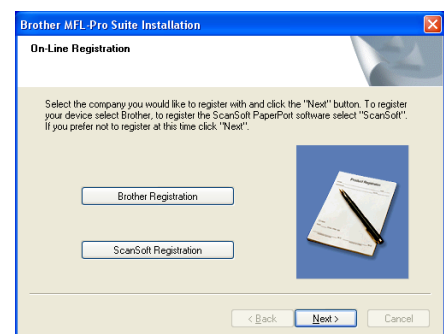 Brother MFL-Pro Suite Installation
On-Line Registration
Select the company you would like to register with and click the "Next" button. To register
your device select Brother, to register the ScanSoft PaperPort software select "ScanSoft".
If you prefer not to register at this time click "Next".
Brother Registration
ScanSoft Registration
Product Registration
< Back
Next >
Cancel